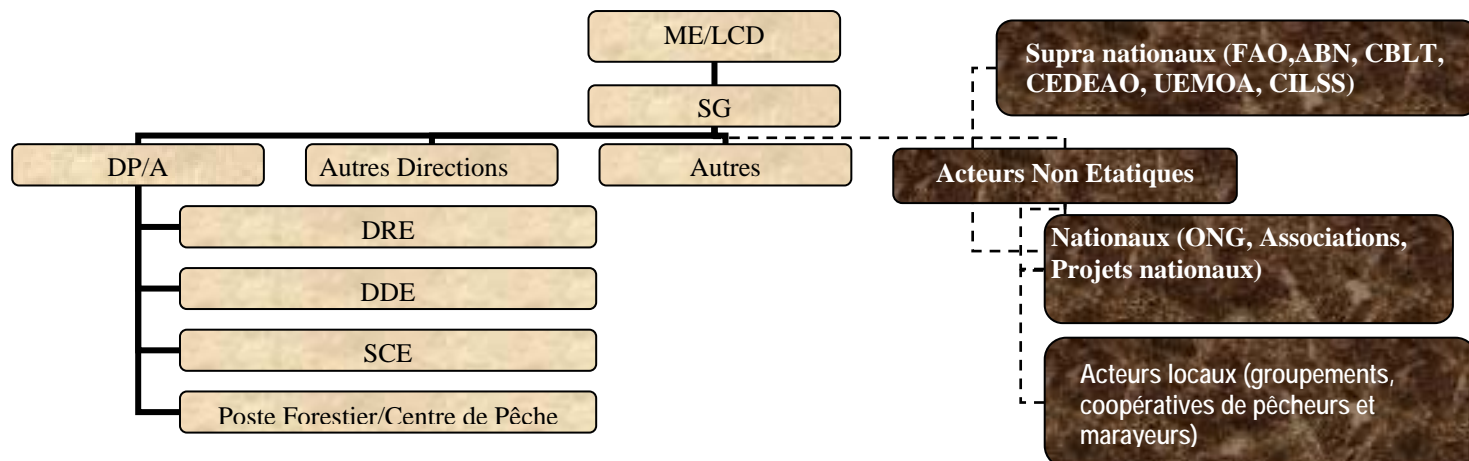 ME/LCD
SG
DP/A
Autres Directions
Autres
DRE
DDE
SCE
Poste Forestier/Centre de Pêche
Supra nationaux (FAO,ABN, CBLT,
CEDEAO, UEMOA, CILSS)
Acteurs Non Etatiques
Nationaux (ONG, Associations,
Projets nationaux)
Acteurs locaux (groupements,
coopératives de pêcheurs et
marayeurs)